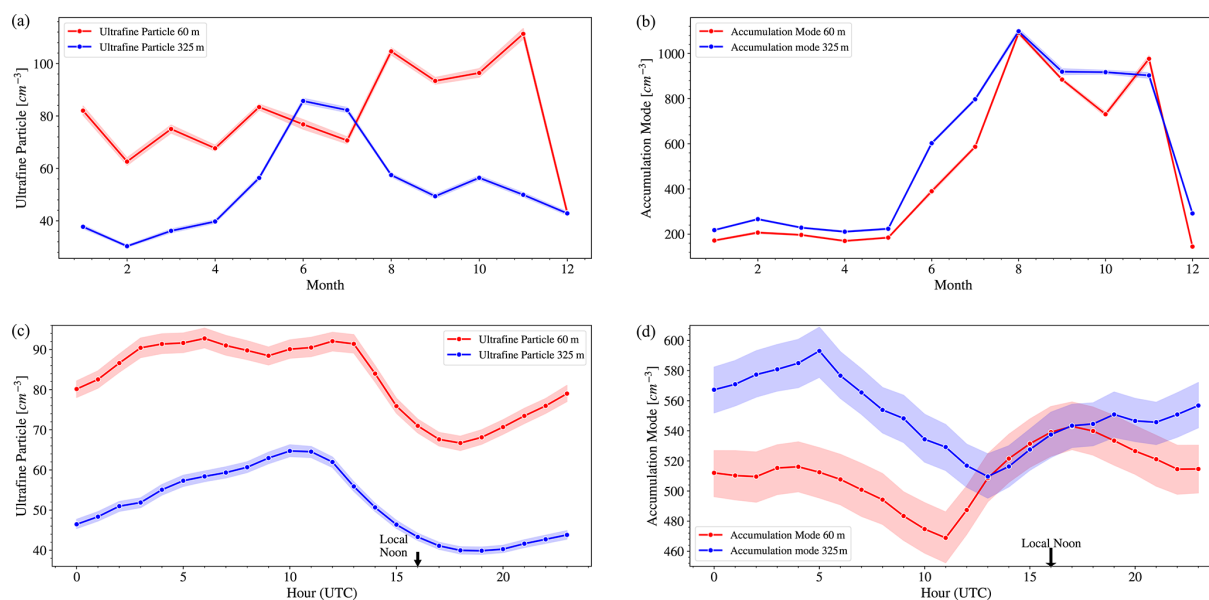 (a)
Ultrafine Particle 60 m
Ultrafine Particle 325 m
Ultrafine Particle [cm⁻³]
100
80
60
40
2 4 6 8 10 12
Month
(b)
Accumulation Mode 60 m
Accumulation mode 325 m
Accumulation Mode [cm⁻³]
1000
800
600
400
200
2 4 6 8 10 12
Month
(c)
Ultrafine Particle 60 m
Ultrafine Particle 325 m
Ultrafine Particle [cm⁻³]
90
80
70
60
50
40
Local
Noon
0 5 10 15 20
Hour (UTC)
(d)
Accumulation Mode [cm⁻³]
600
580
560
540
520
500
480
460
Accumulation Mode 60 m
Accumulation mode 325 m
Local Noon
0 5 10 15 20
Hour (UTC)